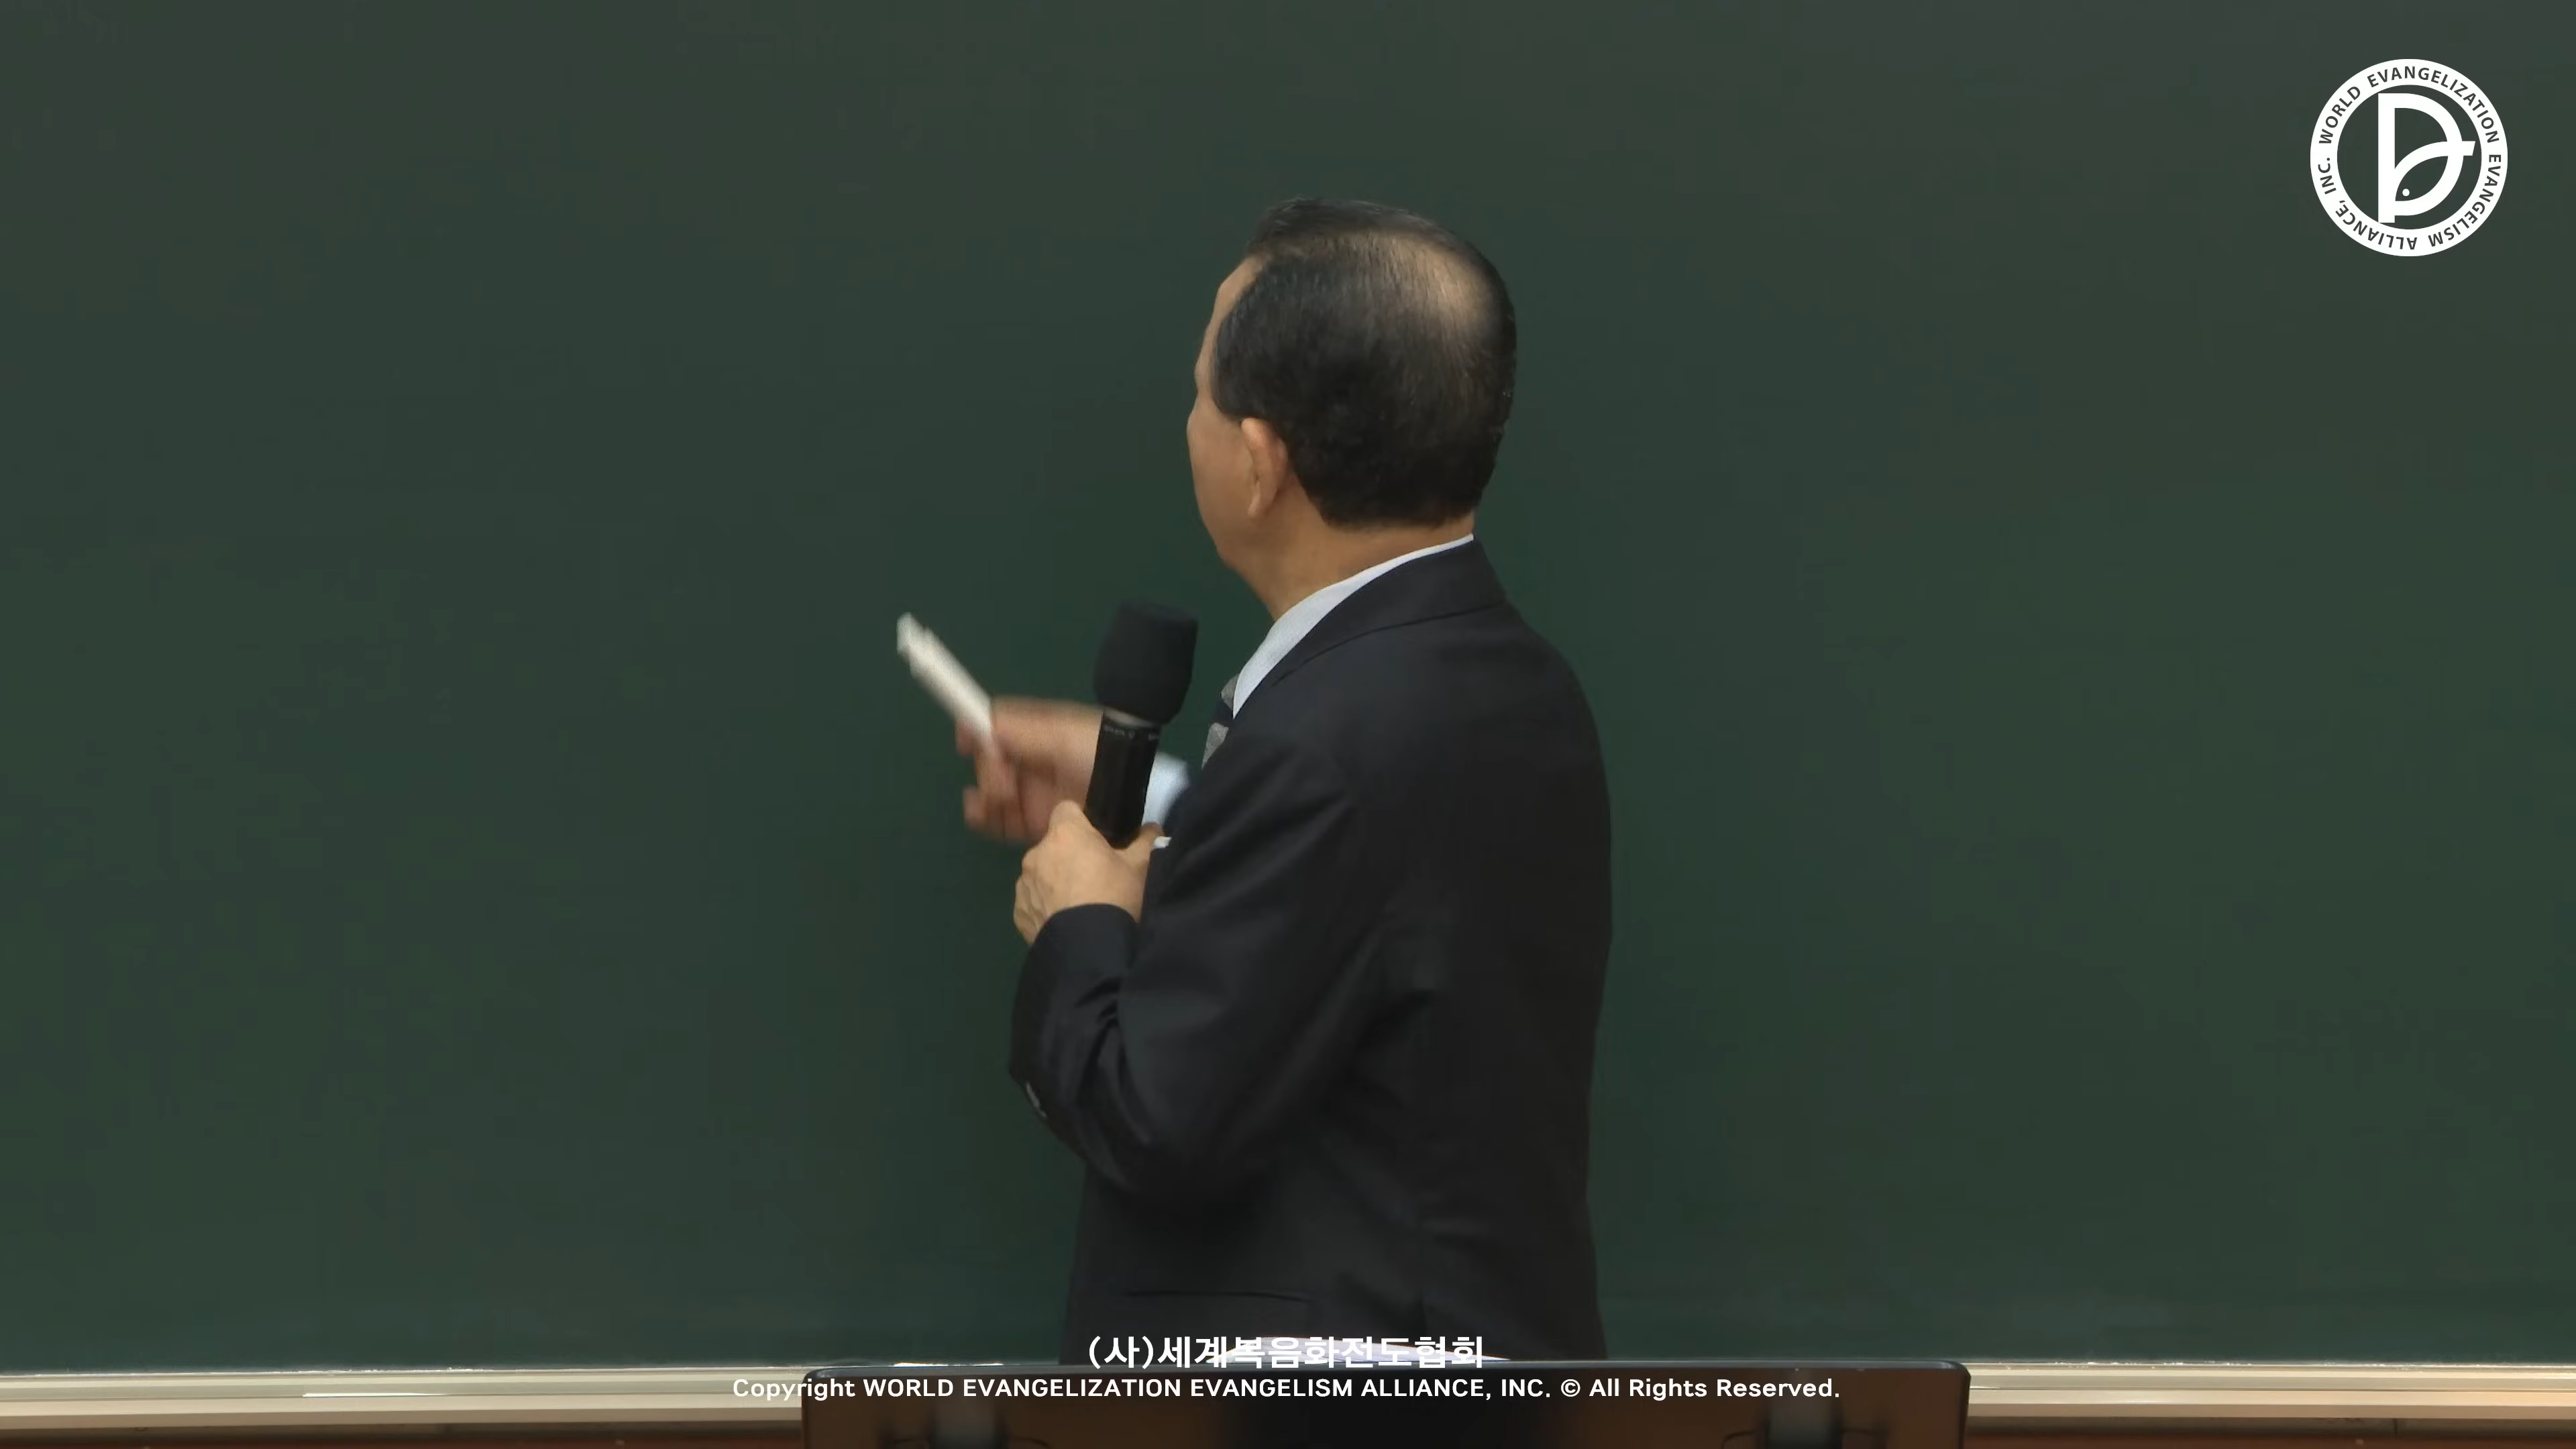 WORLD EVANGELIZATION EVANGELISM ALLIANCE, INC.
(사)세계복음화전도협회
Copyright WORLD EVANGELIZATION EVANGELISM ALLIANCE, INC. © All Rights Reserved.